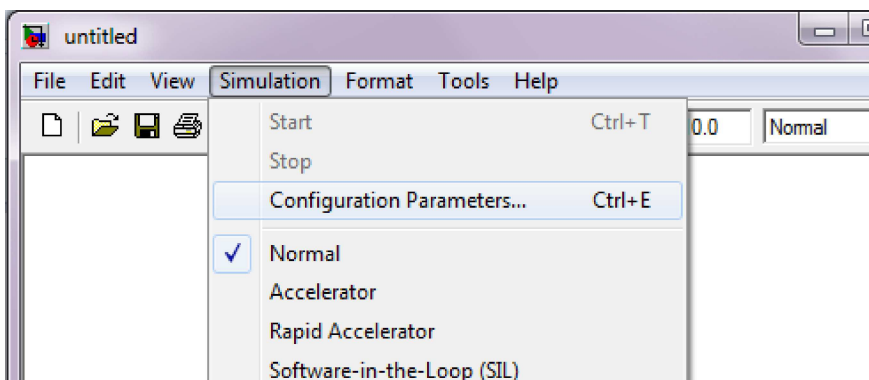 untitled
File Edit View Simulation Format Tools Help
Start Ctrl+T
0.0 Normal
Stop
Configuration Parameters... Ctrl+E
Normal
Accelerator
Rapid Accelerator
Software-in-the-Loop (SIL)